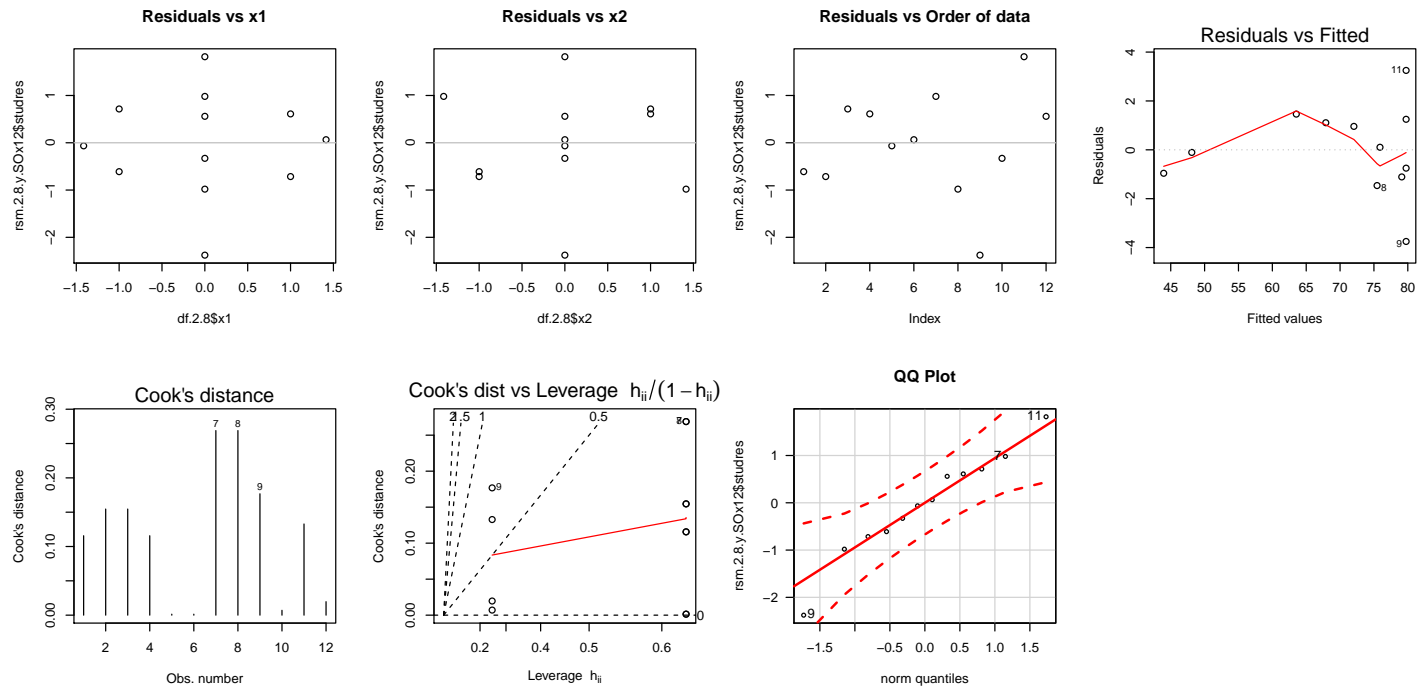 Residuals vs x1
rsm.2.8.y.SOx12$studres
1
0
−1
−2
−1.5 −1.0 −0.5 0.0 0.5 1.0 1.5
df.2.8$x1
Residuals vs x2
rsm.2.8.y.SOx12$studres
1
0
−1
−2
−1.5 −1.0 −0.5 0.0 0.5 1.0 1.5
df.2.8$x2
Residuals vs Order of data
rsm.2.8.y.SOx12$studres
1
0
−1
−2
2 4 6 8 10 12
Index
Residuals vs Fitted
Residuals
4
2
0
−2
−4
11
8
9
45 50 55 60 65 70 75 80
Fitted values
Cook's distance
Cook's distance
0.30
0.20
0.10
0.00
7 8
9
2 4 6 8 10 12
Obs. number
Cook's dist vs Leverage hii/(1−hii)
Cook's distance
0.20
0.10
0.00
2 1.5 1 0.5
9
0
0.2 0.4 0.5 0.6
Leverage hii
QQ Plot
rsm.2.8.y.SOx12$studres
1
0
−1
−2
11
7
9
−1.5 −0.5 0.0 0.5 1.0 1.5
norm quantiles